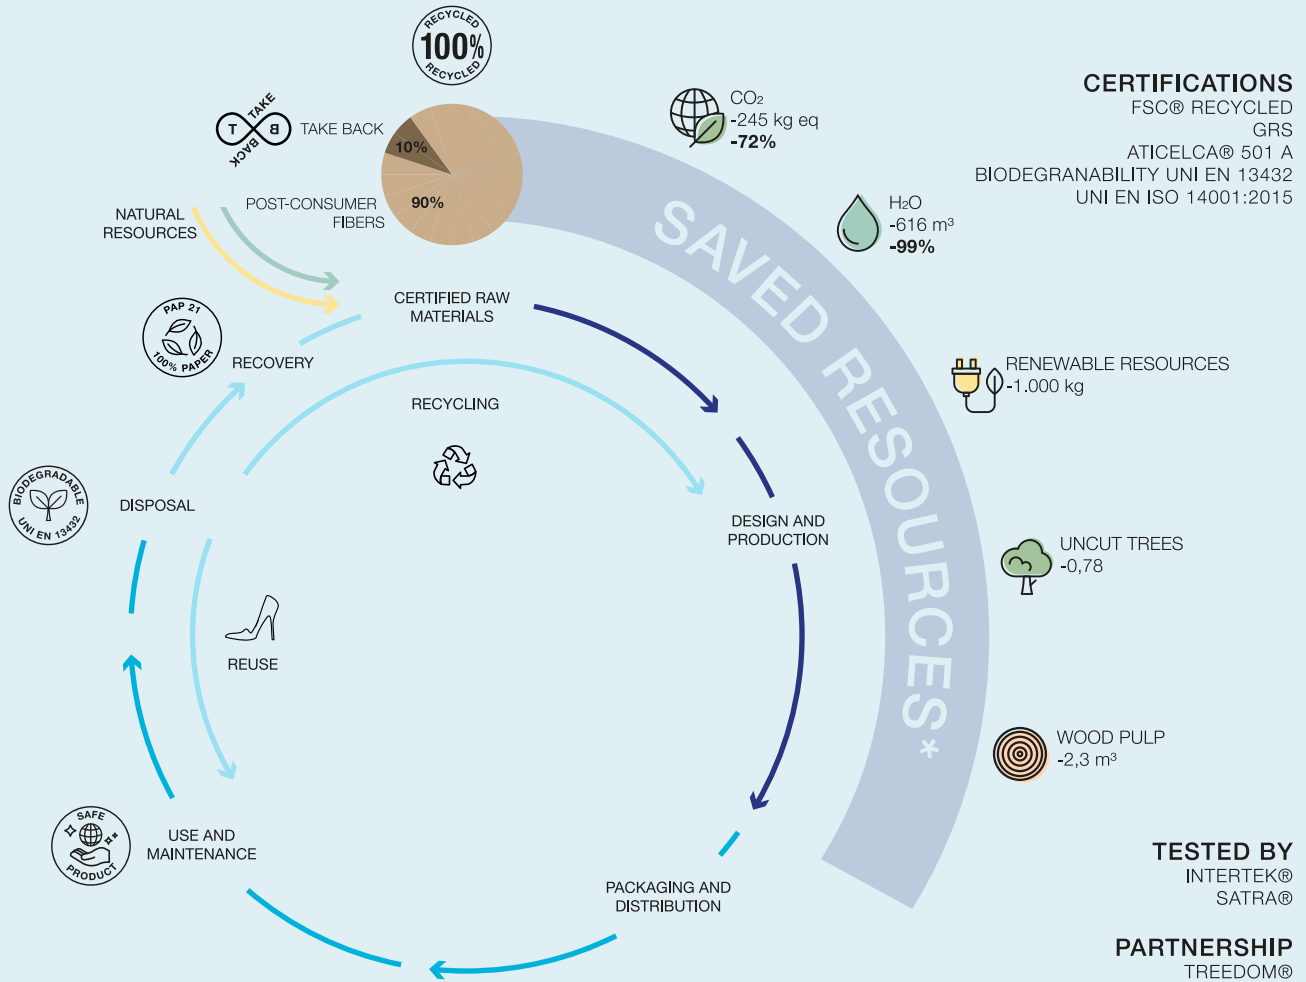 RECYCLED
100%
RECYCLED
TAKE
T B
BACK
TAKE BACK
10%
POST-CONSUMER
FIBERS
90%
NATURAL
RESOURCES
CO₂
-245 kg eq
-72%
H₂O
-616 m³
-99%
CERTIFICATIONS
FSC® RECYCLED
GRS
ATICELCA® 501 A
BIODEGRANABILITY UNI EN 13432
UNI EN ISO 14001:2015
SAVED RESOURCES*
CERTIFIED RAW
MATERIALS
PAP 21
100% PAPER
RECOVERY
RECYCLING
RENEWABLE RESOURCES
-1.000 kg
BIODEGRADABLE
UNI EN 13432
DISPOSAL
DESIGN AND
PRODUCTION
UNCUT TREES
-0,78
REUSE
WOOD PULP
-2,3 m³
SAFE
PRODUCT
USE AND
MAINTENANCE
PACKAGING AND
DISTRIBUTION
TESTED BY
INTERTEK®
SATRA®
PARTNERSHIP
TREEDOM®